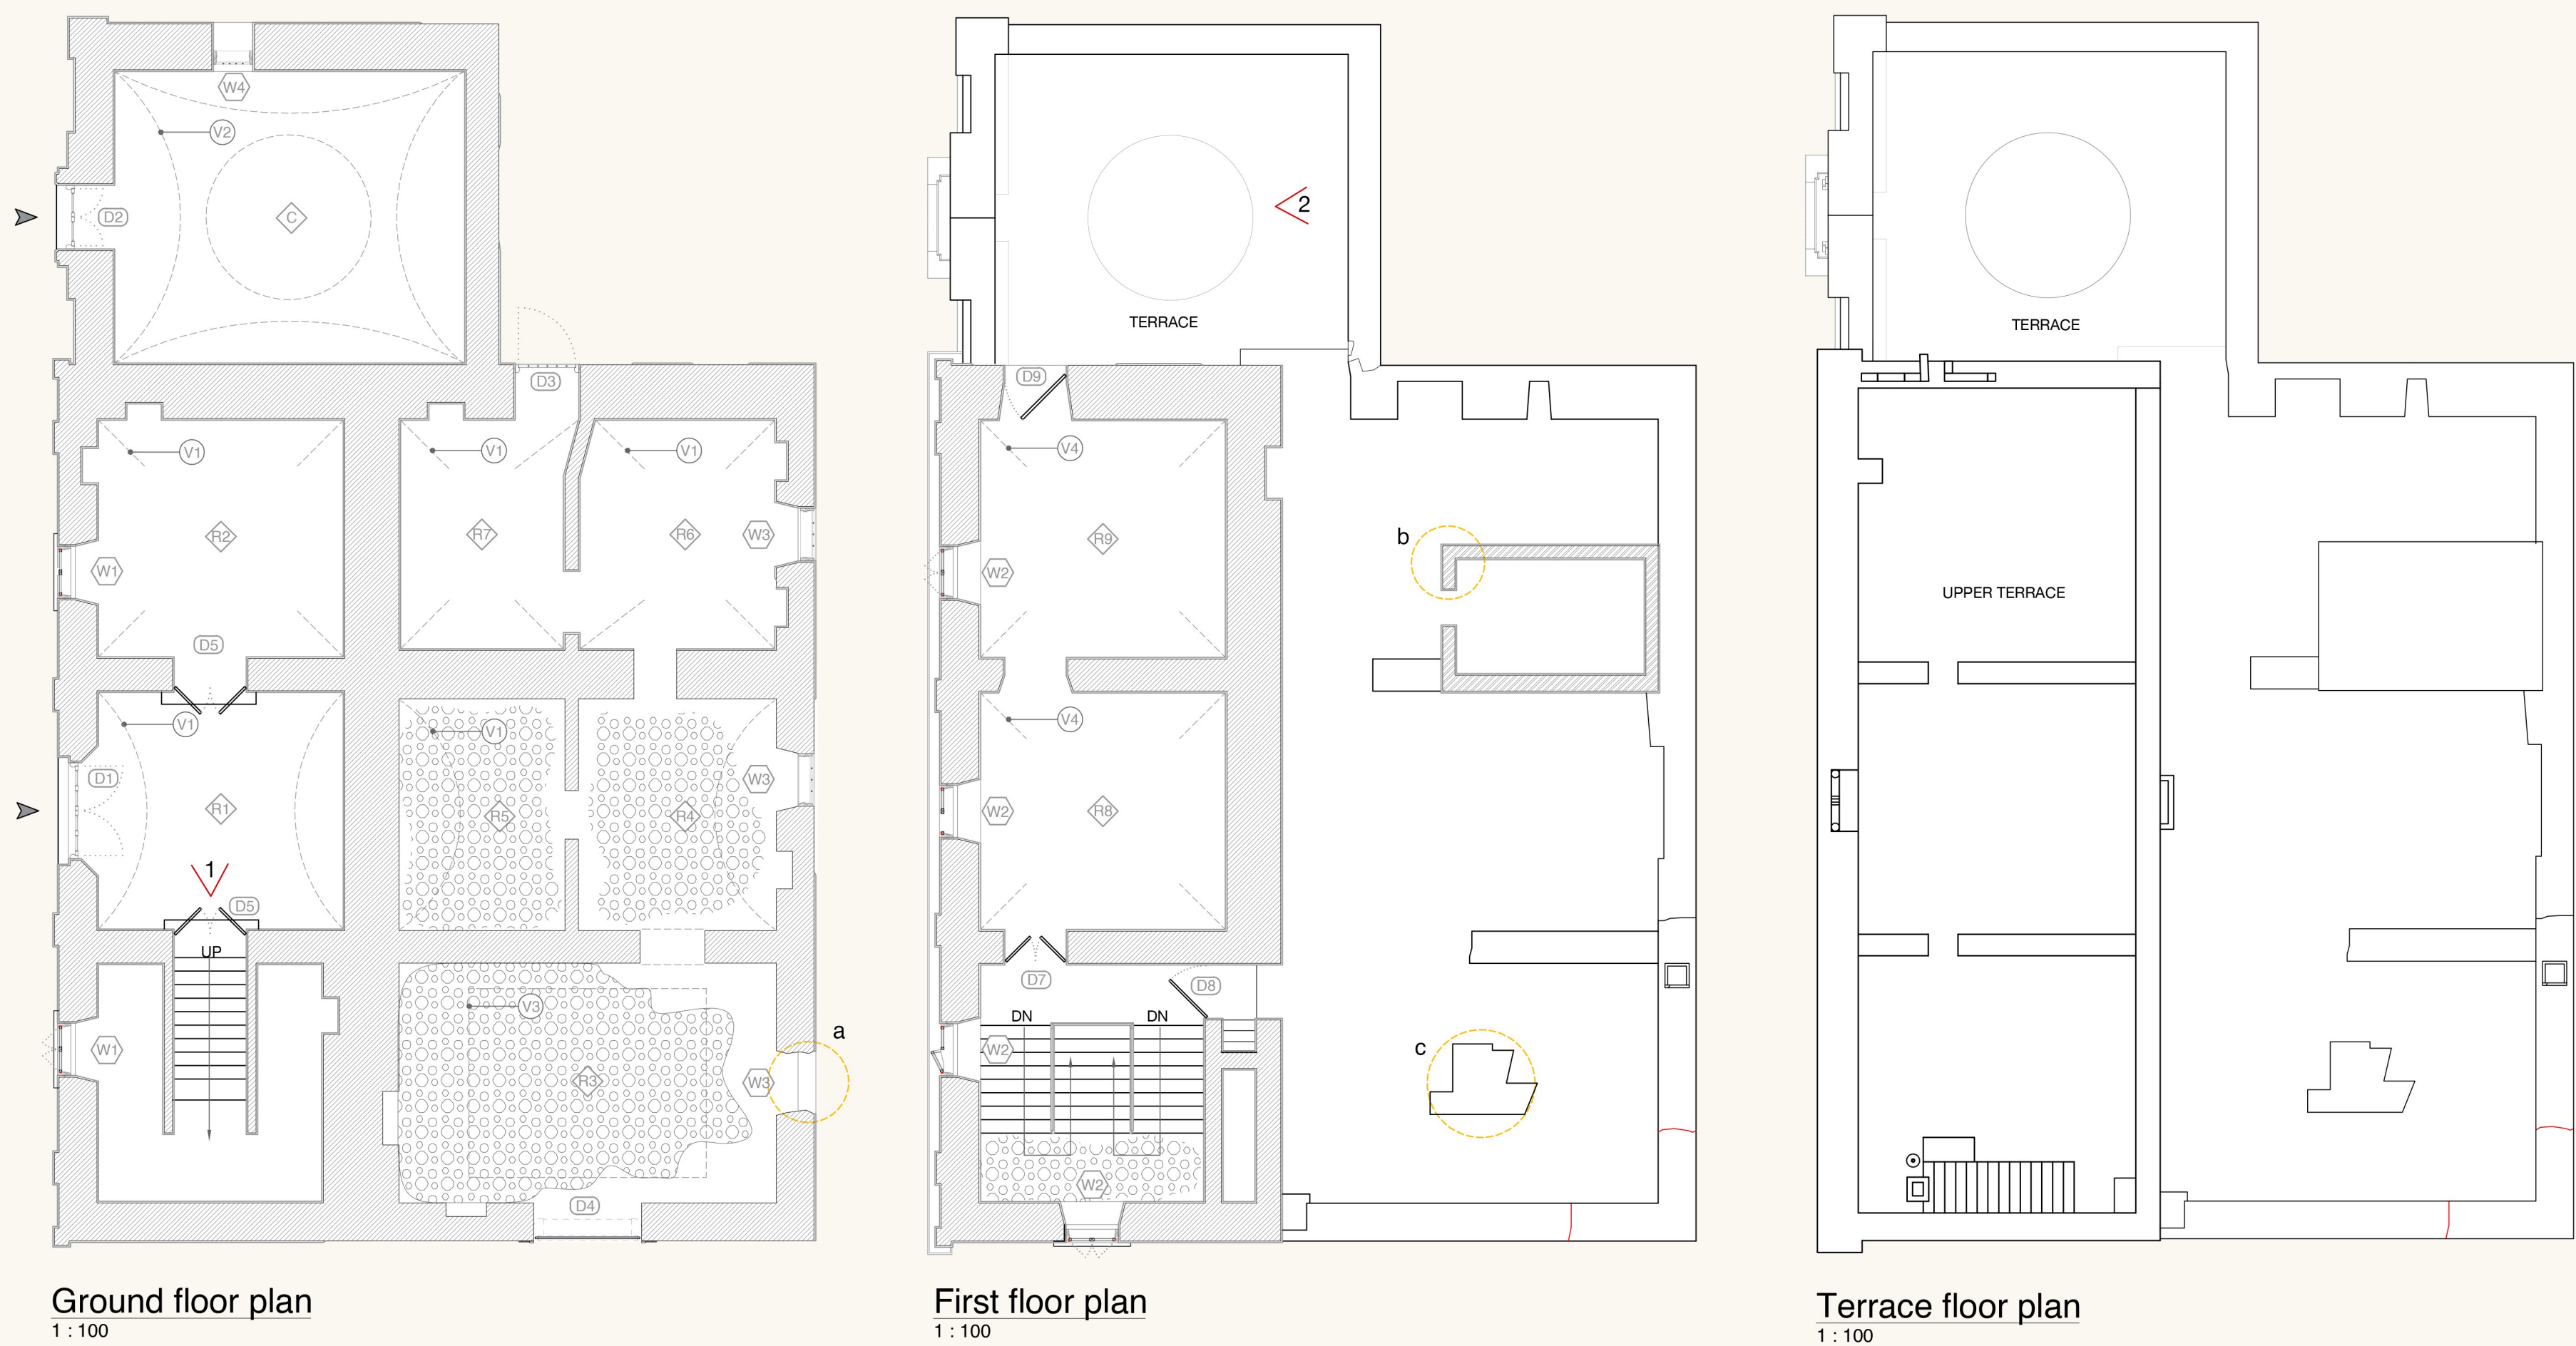 W4
V2
D2
C
D3
V1
V1
V1
R2
R7
R6
W3
W1
D5
V1
V1
D1
R1
R5
R4
W3
1
D5
UP
V3
a
W1
R3
W3
D4
Ground floor plan
1 : 100
2
TERRACE
D9
V4
b
R9
W2
V4
W2
R8
D7
D8
DN
DN
W2
c
W2
First floor plan
1 : 100
TERRACE
UPPER TERRACE
Terrace floor plan
1 : 100